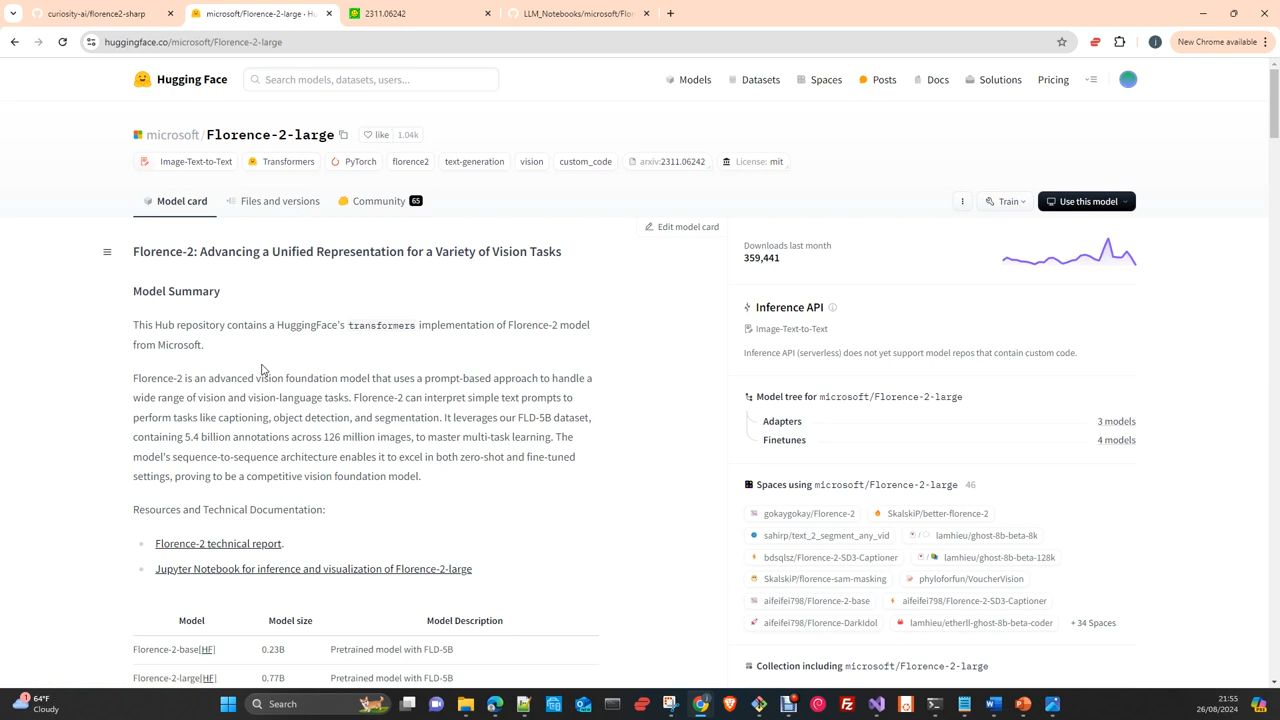 curiosity-ai/florence2-sharp
microsoft/Florence-2-large · Hu
2311.06242
LLM_Notebooks/microsoft/Flor
huggingface.co/microsoft/Florence-2-large
New Chrome available
Hugging Face
Search models, datasets, users...
Models
Datasets
Spaces
Posts
Docs
Solutions
Pricing
microsoft/Florence-2-large
like 1.04k
Image-Text-to-Text
Transformers
PyTorch
florence2
text-generation
vision
custom_code
arxiv:2311.06242
License: mit
Model card
Files and versions
Community 65
Train
Use this model
Edit model card
Florence-2: Advancing a Unified Representation for a Variety of Vision Tasks
Model Summary
This Hub repository contains a HuggingFace's transformers implementation of Florence-2 model
from Microsoft.
Florence-2 is an advanced vision foundation model that uses a prompt-based approach to handle a
wide range of vision and vision-language tasks. Florence-2 can interpret simple text prompts to
perform tasks like captioning, object detection, and segmentation. It leverages our FLD-5B dataset,
containing 5.4 billion annotations across 126 million images, to master multi-task learning. The
model's sequence-to-sequence architecture enables it to excel in both zero-shot and fine-tuned
settings, proving to be a competitive vision foundation model.
Resources and Technical Documentation:
Florence-2 technical report.
Jupyter Notebook for inference and visualization of Florence-2-large
Model Model size Model Description
Florence-2-base[HF] 0.23B Pretrained model with FLD-5B
Florence-2-large[HF] 0.77B Pretrained model with FLD-5B
Downloads last month
359,441
Inference API
Image-Text-to-Text
Inference API (serverless) does not yet support model repos that contain custom code.
Model tree for microsoft/Florence-2-large
Adapters 3 models
Finetunes 4 models
Spaces using microsoft/Florence-2-large 46
gokaygokay/Florence-2 SkalskiP/better-florence-2
sahirp/text_2_segment_any_vid lamhieu/ghost-8b-beta-8k
bdsqlsz/Florence-2-SD3-Captioner lamhieu/ghost-8b-beta-128k
SkalskiP/florence-sam-masking phyloforfun/VoucherVision
aifeifei798/Florence-2-base aifeifei798/Florence-2-SD3-Captioner
aifeifei798/Florence-DarkIdol lamhieu/etherll-ghost-8b-beta-coder + 34 Spaces
Collection including microsoft/Florence-2-large
64°F
Cloudy
Search
21:55
26/08/2024